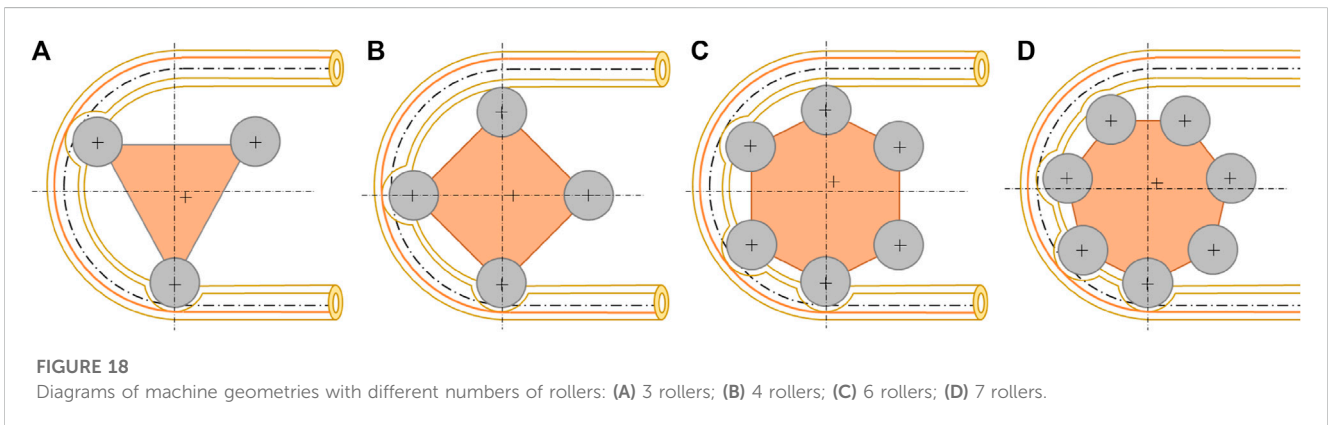 A
B
C
D
FIGURE 18
Diagrams of machine geometries with different numbers of rollers: (A) 3 rollers; (B) 4 rollers; (C) 6 rollers; (D) 7 rollers.